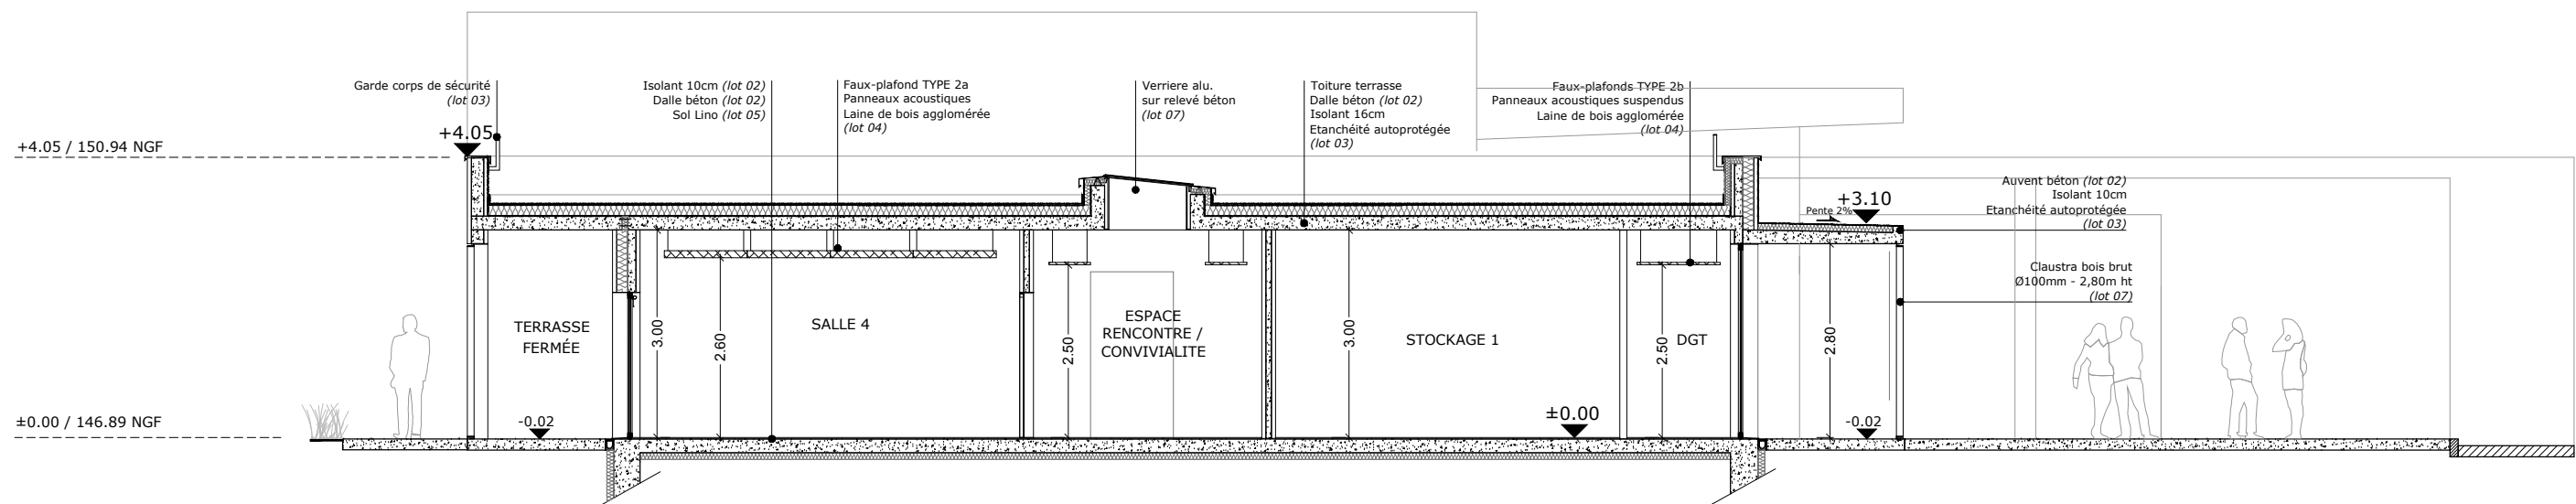 Garde corps de sécurité
(lot 03)
Isolant 10cm (lot 02)
Dalle béton (lot 02)
Sol Lino (lot 05)
Faux-plafond TYPE 2a
Panneaux acoustiques
Laine de bois agglomérée
(lot 04)
Verriere alu.
sur relevé béton
(lot 07)
Toiture terrasse
Dalle béton (lot 02)
Isolant 16cm
Etanchéité autoprotégée
(lot 03)
Faux-plafonds TYPE 2b
Panneaux acoustiques suspendus
Laine de bois agglomérée
(lot 04)
+4.05 / 150.94 NGF
+4.05
Auvent béton (lot 02)
Isolant 10cm
Etanchéité autoprotégée
(lot 03)
+3.10
Pente 2%
Claustra bois brut
Ø100mm - 2,80m ht
(lot 07)
TERRASSE
FERMÉE
3.00
2.60
SALLE 4
2.50
ESPACE
RENCONTRE /
CONVIVIALITE
3.00
STOCKAGE 1
2.50
DGT
2.80
±0.00 / 146.89 NGF
-0.02
±0.00
-0.02